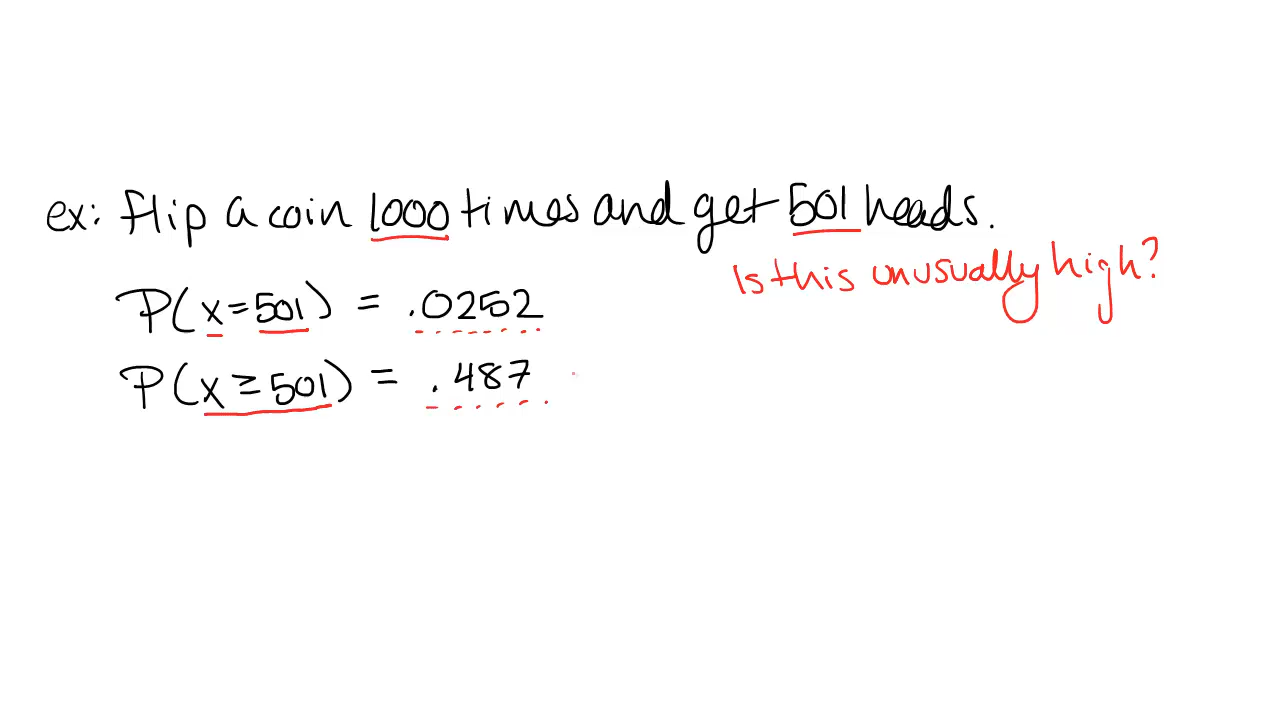 ex: flip a coin 1000 times and get 501 heads.
Is this unusually high?
P(x=501) = .0252
P(x≥501) = .487